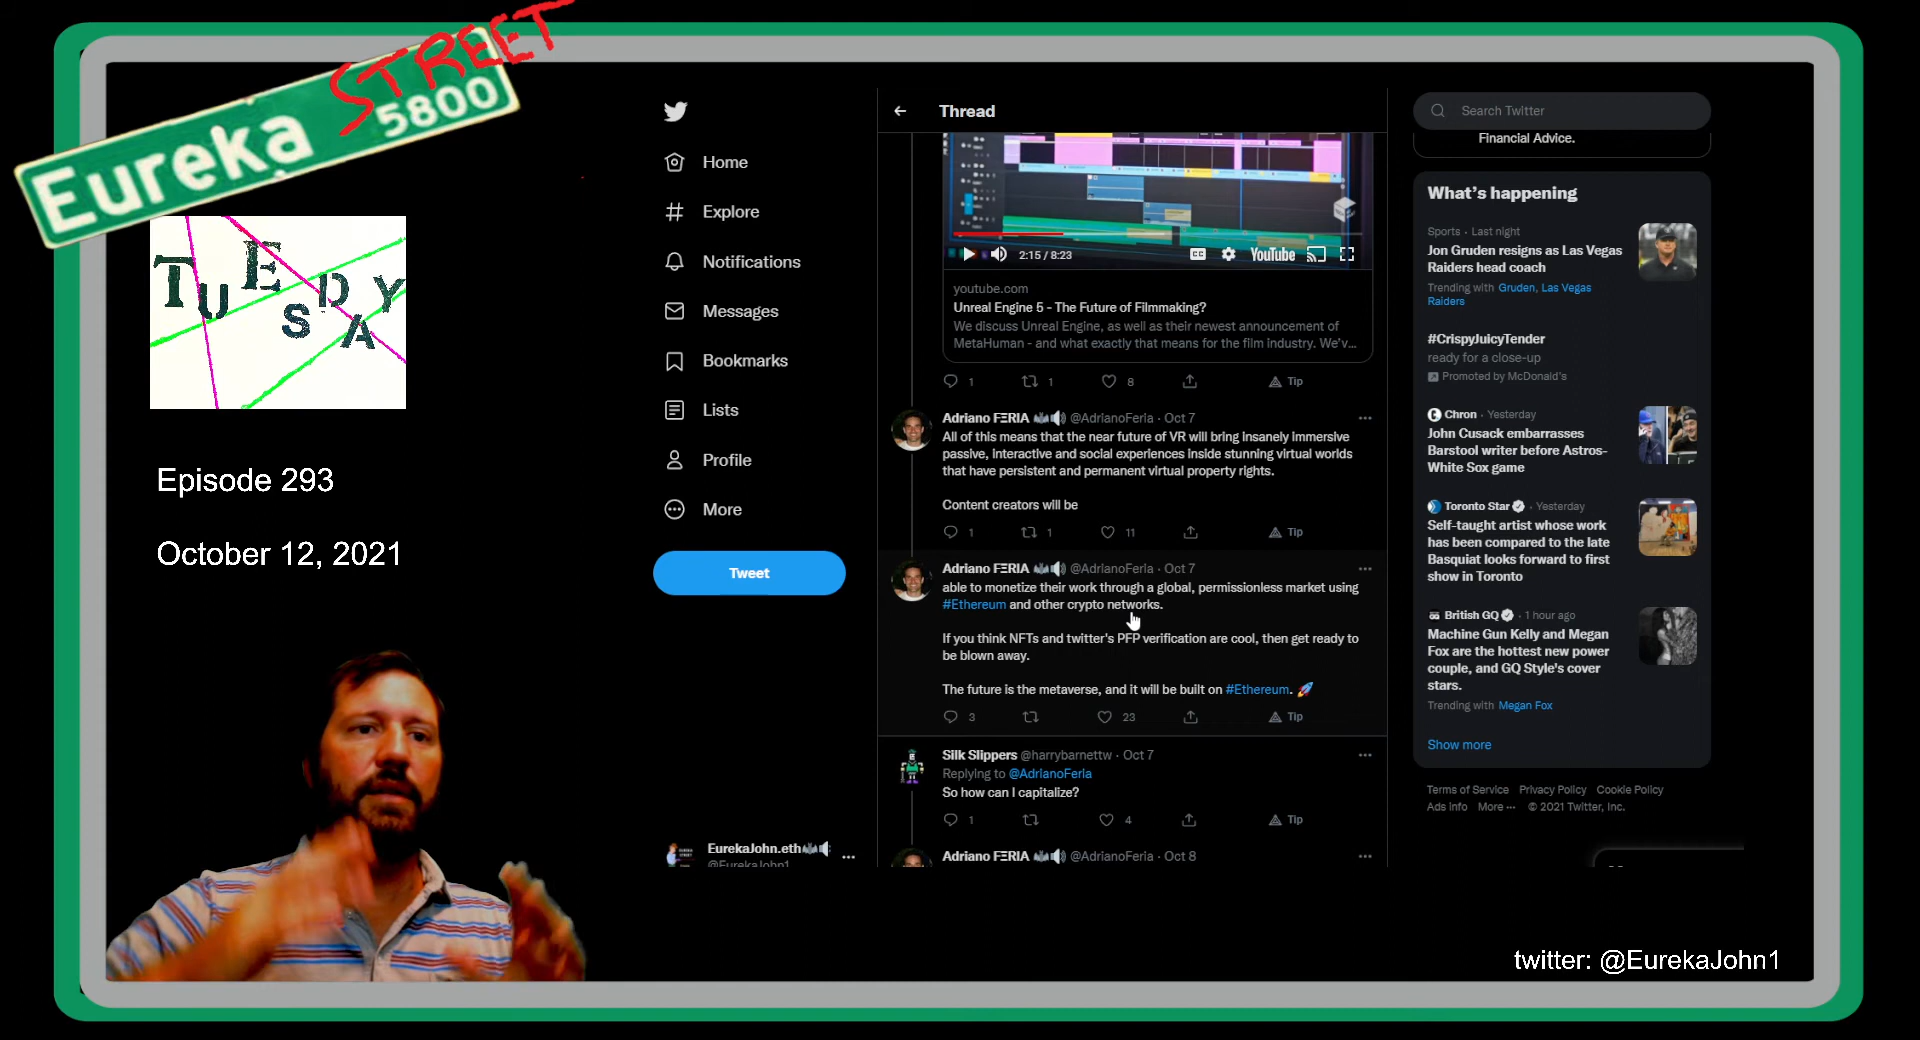 Eureka STREET
5800
TUESDAY
Episode 293
October 12, 2021
Home
Explore
Notifications
Messages
Bookmarks
Lists
Profile
More
Tweet
EurekaJohn.eth
@EurekaJohn1
Thread
2:15 / 8:23
CC
YouTube
youtube.com
Unreal Engine 5 - The Future of Filmmaking?
We discuss Unreal Engine, as well as their newest announcement of
MetaHuman - and what exactly that means for the film industry. We'v...
1 1 8 Tip
Adriano FΞRIA @AdrianoFeria · Oct 7
All of this means that the near future of VR will bring insanely immersive
passive, interactive and social experiences inside stunning virtual worlds
that have persistent and permanent virtual property rights.
Content creators will be
1 1 11 Tip
Adriano FΞRIA @AdrianoFeria · Oct 7
able to monetize their work through a global, permissionless market using
#Ethereum and other crypto networks.
If you think NFTs and twitter's PFP verification are cool, then get ready to
be blown away.
The future is the metaverse, and it will be built on #Ethereum. 🚀
3 23 Tip
Silk Slippers @harrybarnettw · Oct 7
Replying to @AdrianoFeria
So how can I capitalize?
1 4 Tip
Adriano FΞRIA @AdrianoFeria · Oct 8
Search Twitter
Financial Advice.
What's happening
Sports · Last night
Jon Gruden resigns as Las Vegas
Raiders head coach
Trending with Gruden, Las Vegas
Raiders
#CrispyJuicyTender
ready for a close-up
Promoted by McDonald's
Chron · Yesterday
John Cusack embarrasses
Barstool writer before Astros-
White Sox game
Toronto Star · Yesterday
Self-taught artist whose work
has been compared to the late
Basquiat looks forward to first
show in Toronto
British GQ · 1 hour ago
Machine Gun Kelly and Megan
Fox are the hottest new power
couple, and GQ Style's cover
stars.
Trending with Megan Fox
Show more
Terms of Service Privacy Policy Cookie Policy
Ads info More ··· © 2021 Twitter, Inc.
twitter: @EurekaJohn1